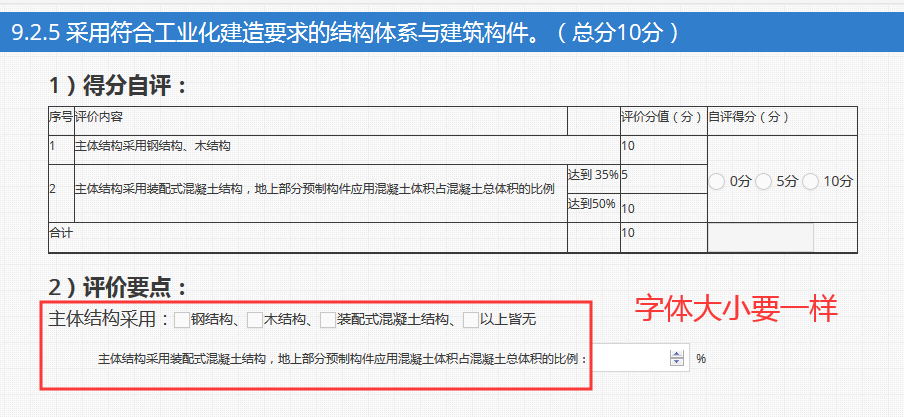 9.2.5 采用符合工业化建造要求的结构体系与建筑构件。（总分10分）
1）得分自评：
序号 评价内容 评价分值（分） 自评得分（分）
1 主体结构采用钢结构、木结构 10
2 主体结构采用装配式混凝土结构，地上部分预制构件应用混凝土体积占混凝土总体积的比例 达到 35% 5
达到50% 10
0分 5分 10分
合计 10
2）评价要点：
主体结构采用：钢结构、木结构、装配式混凝土结构、以上皆无
字体大小要一样
主体结构采用装配式混凝土结构，地上部分预制构件应用混凝土体积占混凝土总体积的比例： %